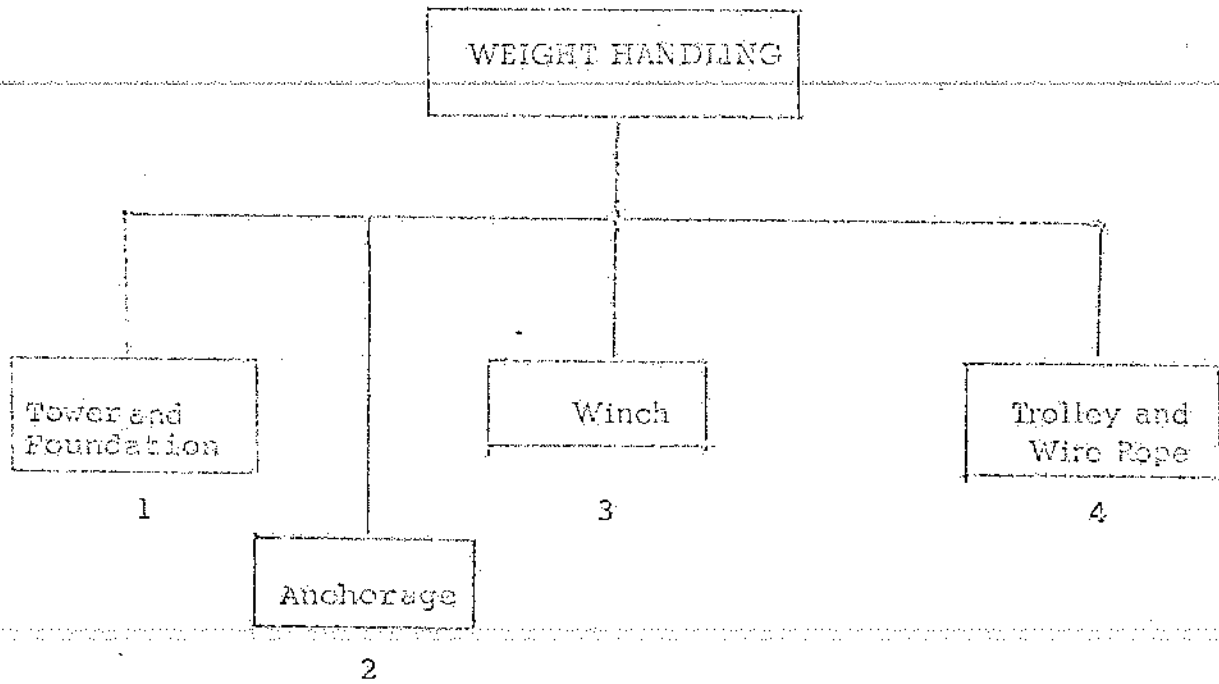 WEIGHT HANDLING
Tower and
Foundation
1
Anchorage
2
Winch
3
Trolley and
Wire Rope
4